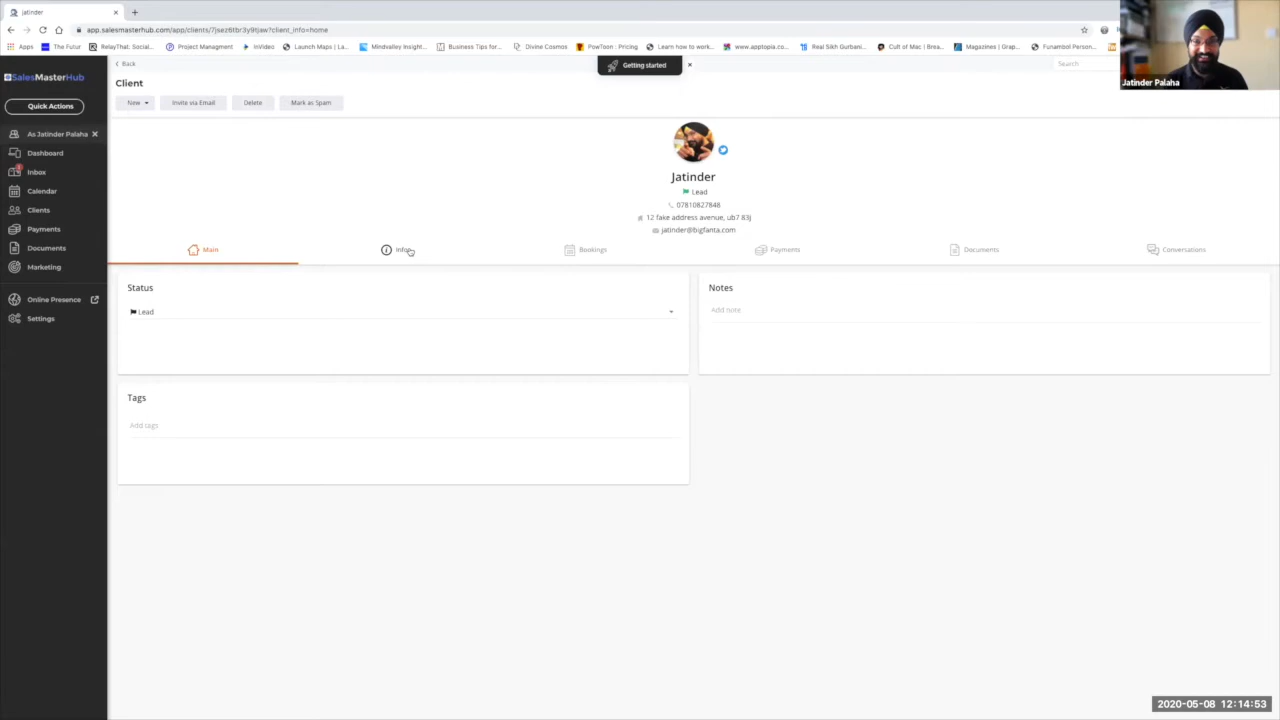 jatinder
app.salesmasterhub.com/app/clients/7jsez6tbr3y9tjaw?client_info=home
Apps The Futur RelayThat: Social... Project Managment InVideo Launch Maps | La... Mindvalley Insight... Business Tips for... Divine Cosmos PowToon : Pricing Learn how to work... www.apptopia.co... Real Sikh Gurbani... Cult of Mac | Brea... Magazines | Grap... Funambol Person...
Jatinder Palaha
SalesMasterHub
Back
Getting started
Search
Client
Quick Actions
New Invite via Email Delete Mark as Spam
As Jatinder Palaha
Dashboard
Inbox
Calendar
Clients
Payments
Documents
Marketing
Online Presence
Settings
Jatinder
Lead
07810827848
12 fake address avenue, ub7 83j
jatinder@bigfanta.com
Main Info Bookings Payments Documents Conversations
Status
Lead
Notes
Add note
Tags
Add tags
2020-05-08 12:14:53